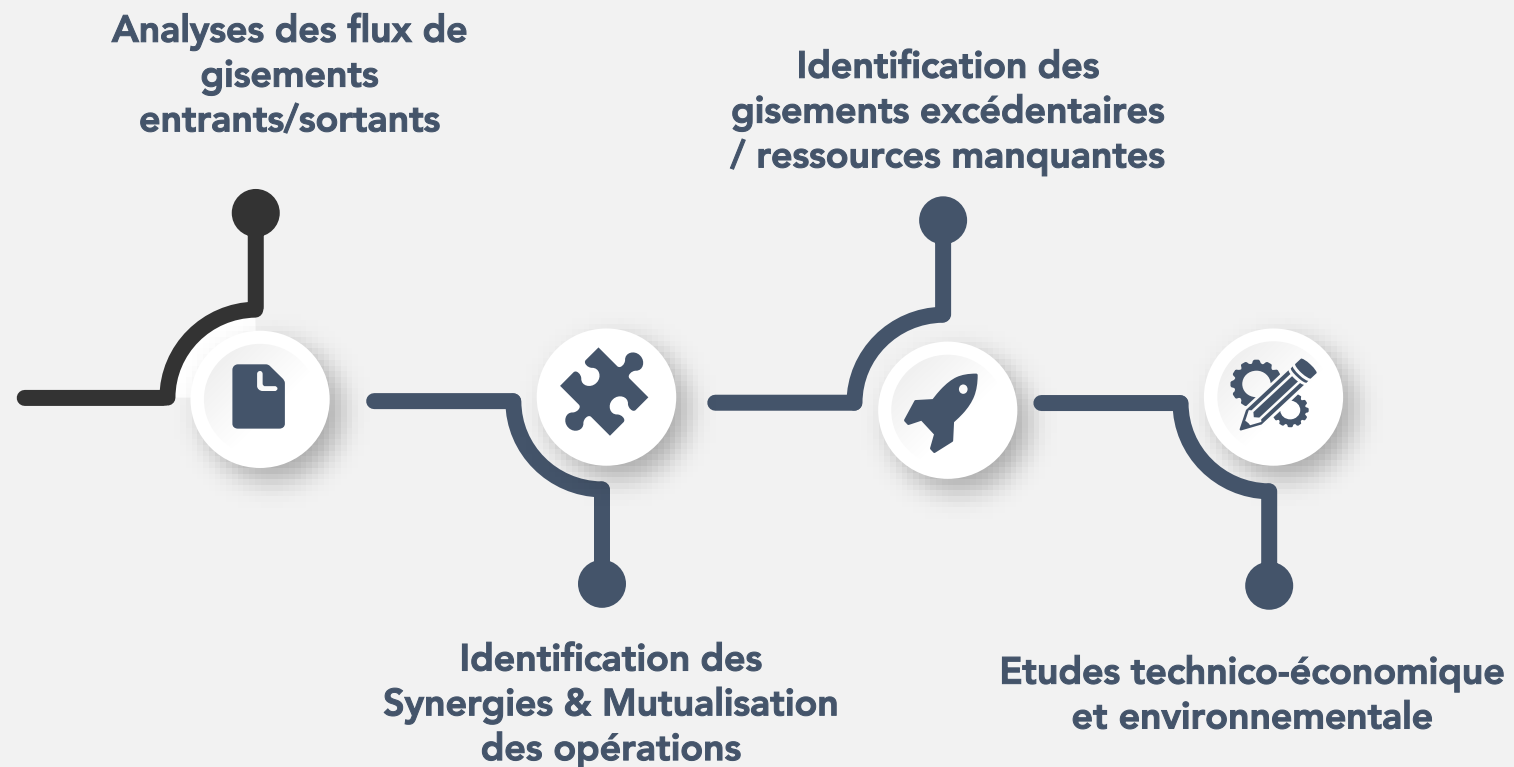 Analyses des flux de
gisements
entrants/sortants
Identification des
Synergies & Mutualisation
des opérations
Identification des
gisements excédentaires
/ ressources manquantes
Etudes technico-économique
et environnementale